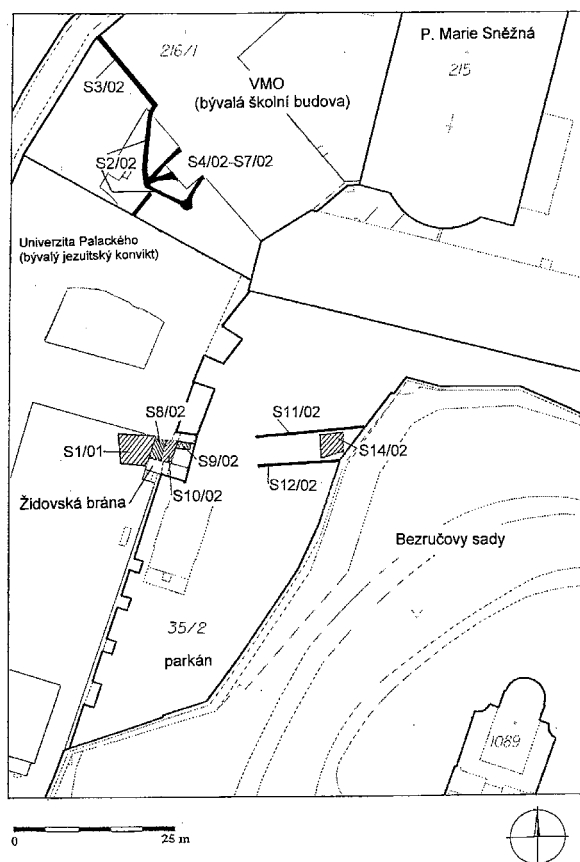 216/1
P. Marie Sněžná
215
VMO
(bývalá školní budova)
S3/02
S2/02
S4/02-S7/02
Univerzita Palackého
(bývalý jezuitský konvikt)
S8/02
S11/02
S1/01
S9/02
S14/02
S10/02
S12/02
Židovská brána
Bezručovy sady
35/2
parkán
1089
0
25 m